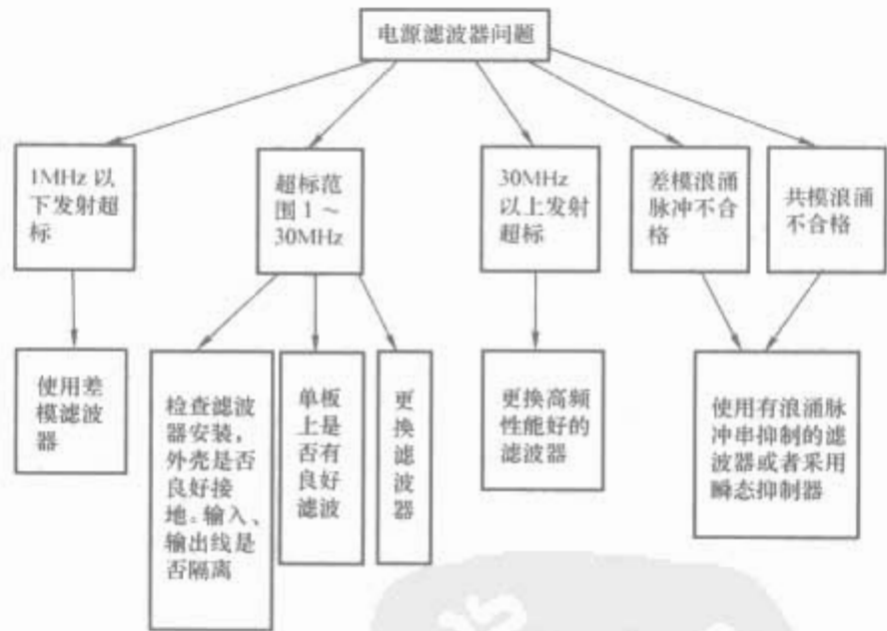 电源滤波器问题
1MHz 以
下发射超
标
超标范
围 1 ~
30MHz
30MHz
以上发射
超标
差模浪涌
脉冲不合
格
共模浪涌
不合格
使用差
模滤波
器
检查滤波
器安装，
外壳是否
良好接
地。输入、
输出线是
否隔离
单板
上是
否有
良好
滤波
更
换
滤
波
器
更换高频
性能好的
滤波器
使用有浪涌脉
冲串抑制的滤
波器或者采用
瞬态抑制器